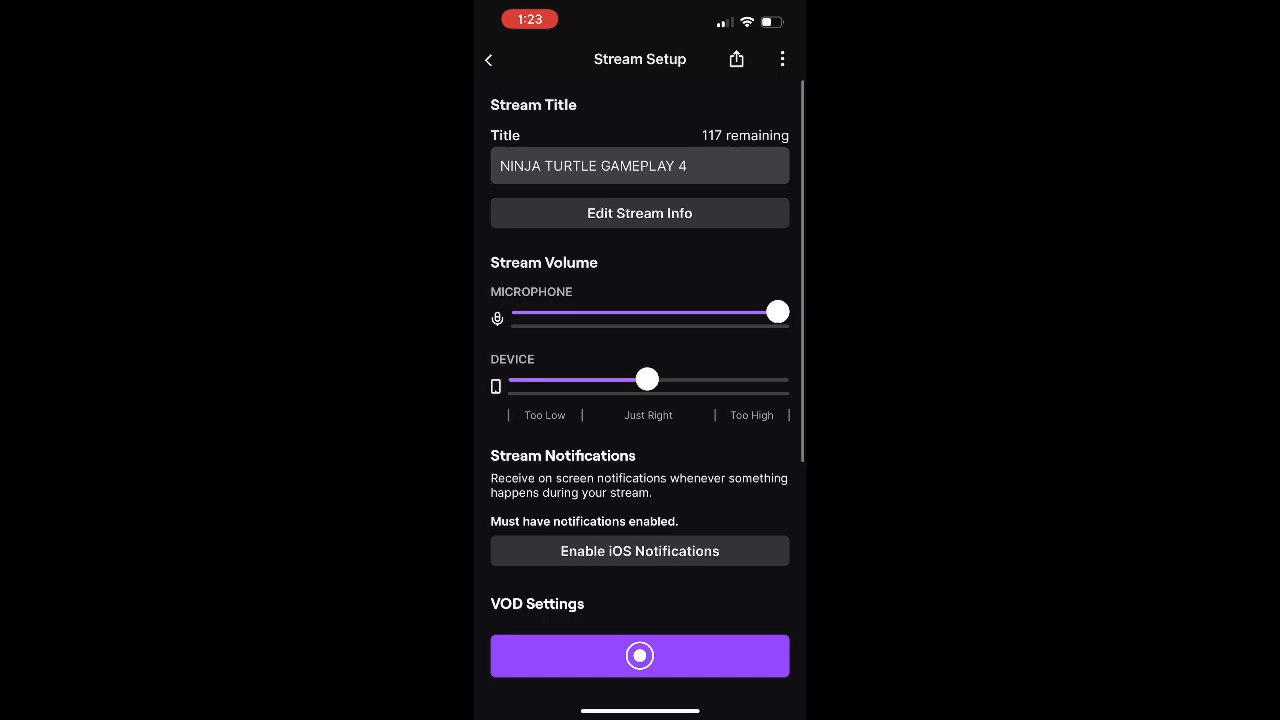 1:23
Stream Setup
Stream Title
Title 117 remaining
NINJA TURTLE GAMEPLAY 4
Edit Stream Info
Stream Volume
MICROPHONE
DEVICE
Too Low Just Right Too High
Stream Notifications
Receive on screen notifications whenever something
happens during your stream.
Must have notifications enabled.
Enable iOS Notifications
VOD Settings